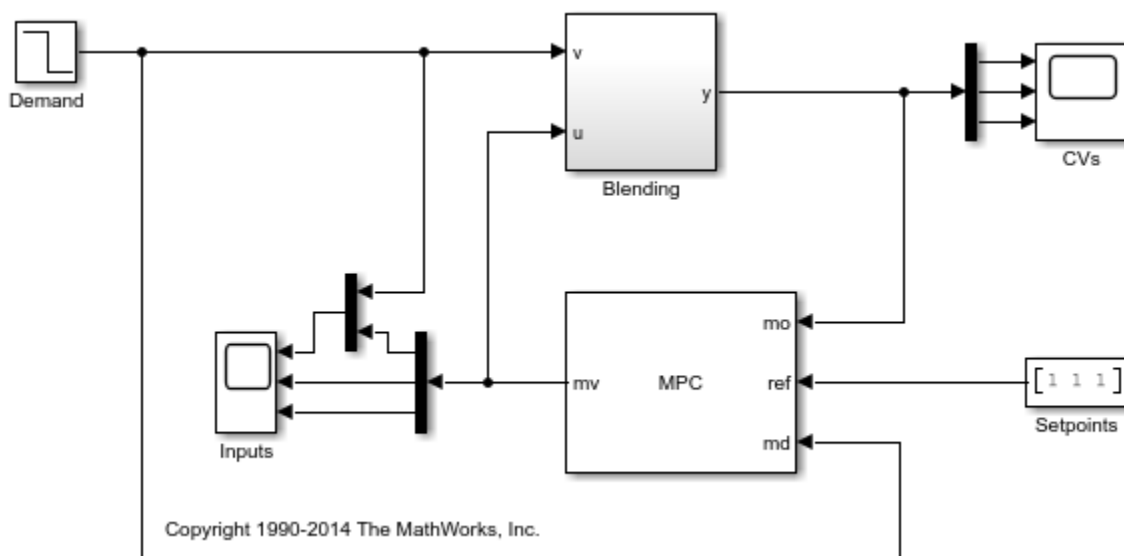 Demand
v
u
y
Blending
CVs
Inputs
mv
MPC
mo
ref
md
[1 1 1]
Setpoints
Copyright 1990-2014 The MathWorks, Inc.